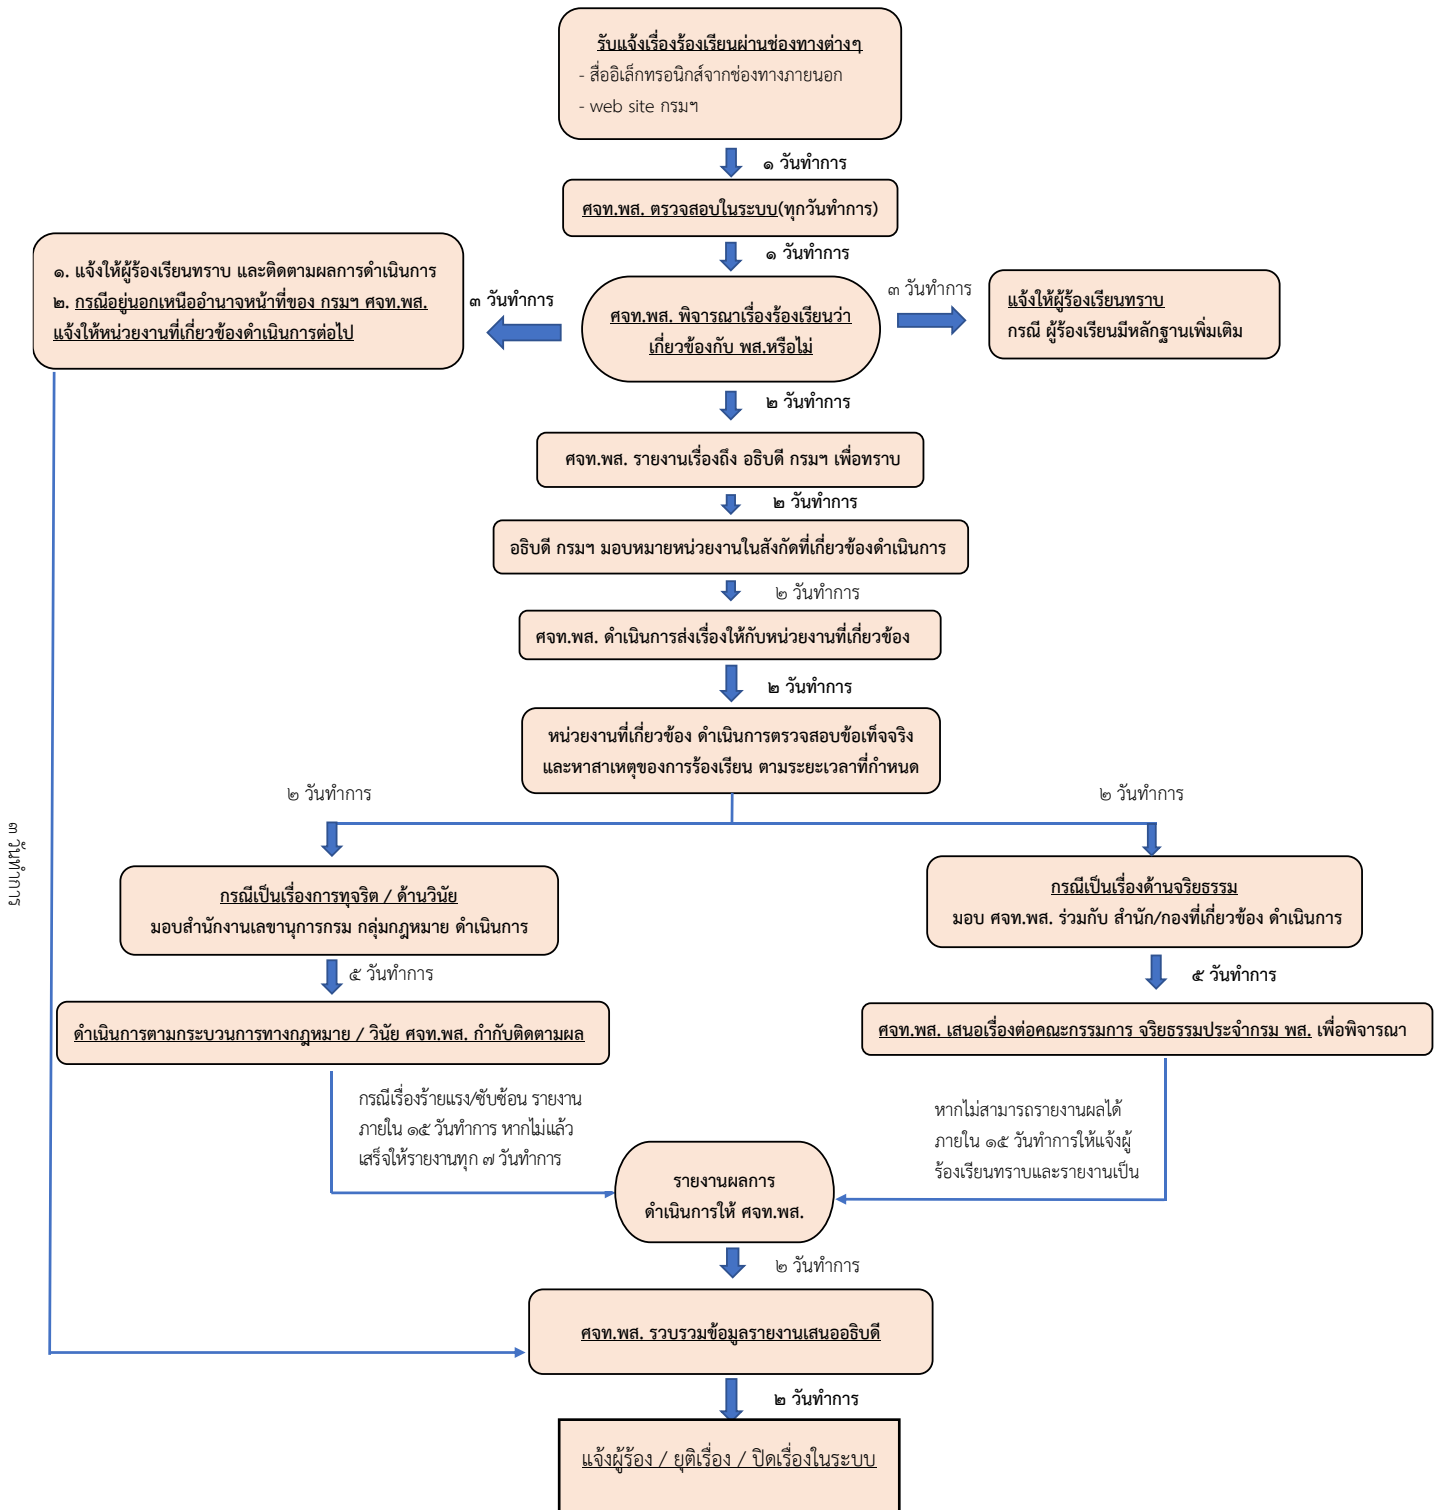 รับแจ้งเรื่องร้องเรียนผ่านช่องทางต่างๆ
- สื่ออิเล็กทรอนิกส์จากช่องทางภายนอก
- web site กรมฯ
๑ วันทำการ
ศจท.พส. ตรวจสอบในระบบ(ทุกวันทำการ)
๑ วันทำการ
๑. แจ้งให้ผู้ร้องเรียนทราบ และติดตามผลการดำเนินการ
๒. กรณีอยู่นอกเหนืออำนาจหน้าที่ของ กรมฯ ศจท.พส.
แจ้งให้หน่วยงานที่เกี่ยวข้องดำเนินการต่อไป
๓ วันทำการ
ศจท.พส. พิจารณาเรื่องร้องเรียนว่า
เกี่ยวข้องกับ พส.หรือไม่
๓ วันทำการ
แจ้งให้ผู้ร้องเรียนทราบ
กรณี ผู้ร้องเรียนมีหลักฐานเพิ่มเติม
๒ วันทำการ
ศจท.พส. รายงานเรื่องถึง อธิบดี กรมฯ เพื่อทราบ
๒ วันทำการ
อธิบดี กรมฯ มอบหมายหน่วยงานในสังกัดที่เกี่ยวข้องดำเนินการ
๒ วันทำการ
ศจท.พส. ดำเนินการส่งเรื่องให้กับหน่วยงานที่เกี่ยวข้อง
๒ วันทำการ
หน่วยงานที่เกี่ยวข้อง ดำเนินการตรวจสอบข้อเท็จจริง
และหาสาเหตุของการร้องเรียน ตามระยะเวลาที่กำหนด
๒ วันทำการ
๒ วันทำการ
๓ วันทำการ
กรณีเป็นเรื่องการทุจริต / ด้านวินัย
มอบสำนักงานเลขานุการกรม กลุ่มกฎหมาย ดำเนินการ
กรณีเป็นเรื่องด้านจริยธรรม
มอบ ศจท.พส. ร่วมกับ สำนัก/กองที่เกี่ยวข้อง ดำเนินการ
๕ วันทำการ
๕ วันทำการ
ดำเนินการตามกระบวนการทางกฎหมาย / วินัย ศจท.พส. กำกับติดตามผล
ศจท.พส. เสนอเรื่องต่อคณะกรรมการ จริยธรรมประจำกรม พส. เพื่อพิจารณา
กรณีเรื่องร้ายแรง/ซับซ้อน รายงาน
ภายใน ๑๕ วันทำการ หากไม่แล้ว
เสร็จให้รายงานทุก ๗ วันทำการ
หากไม่สามารถรายงานผลได้
ภายใน ๑๕ วันทำการให้แจ้งผู้
ร้องเรียนทราบและรายงานเป็น
รายงานผลการ
ดำเนินการให้ ศจท.พส.
๒ วันทำการ
ศจท.พส. รวบรวมข้อมูลรายงานเสนออธิบดี
๒ วันทำการ
แจ้งผู้ร้อง / ยุติเรื่อง / ปิดเรื่องในระบบ